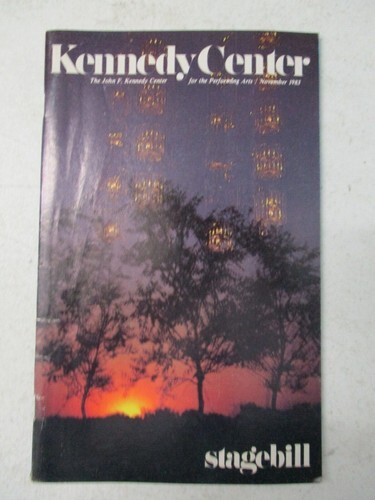 Kennedy Center
The John F. Kennedy Center for the Performing Arts / November 1983
stagebill